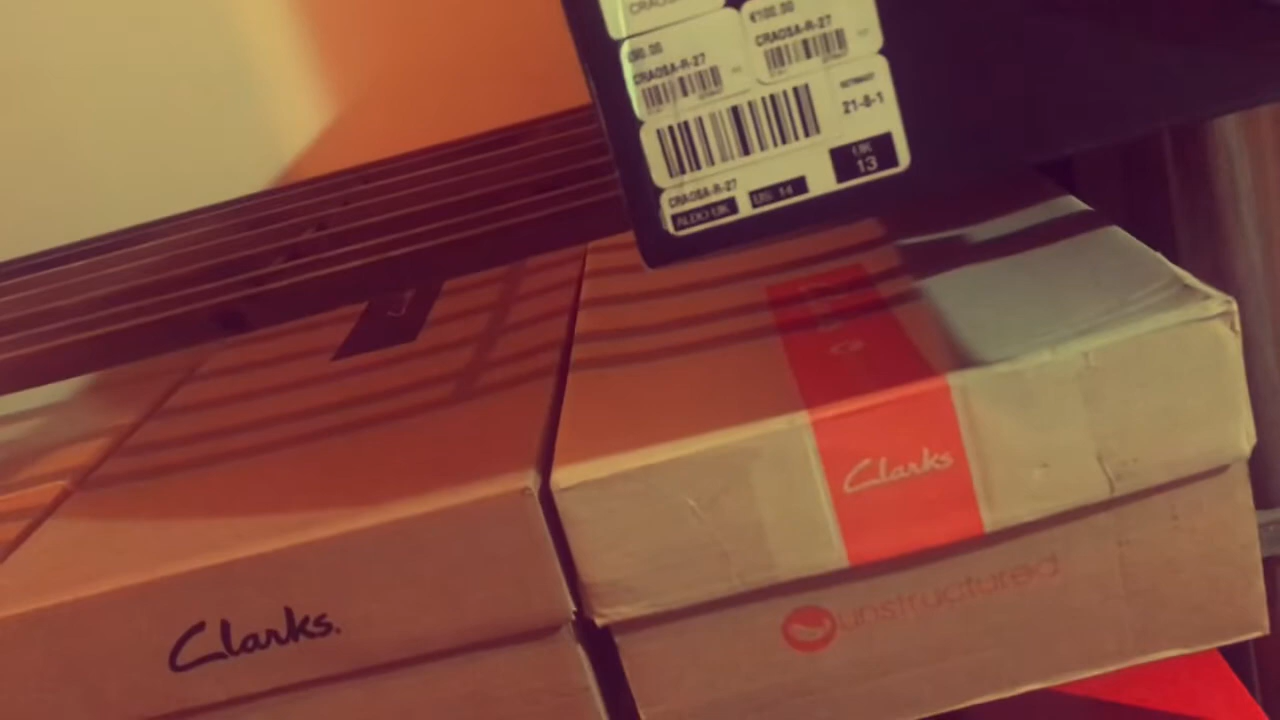 €100.00
CRAOSA-R-27
CRAOSA-R-27
21-8-1
UK
13
CRAOSA-R-27
ALDO UK
US: 14
Clarks
unstructured
Clarks.